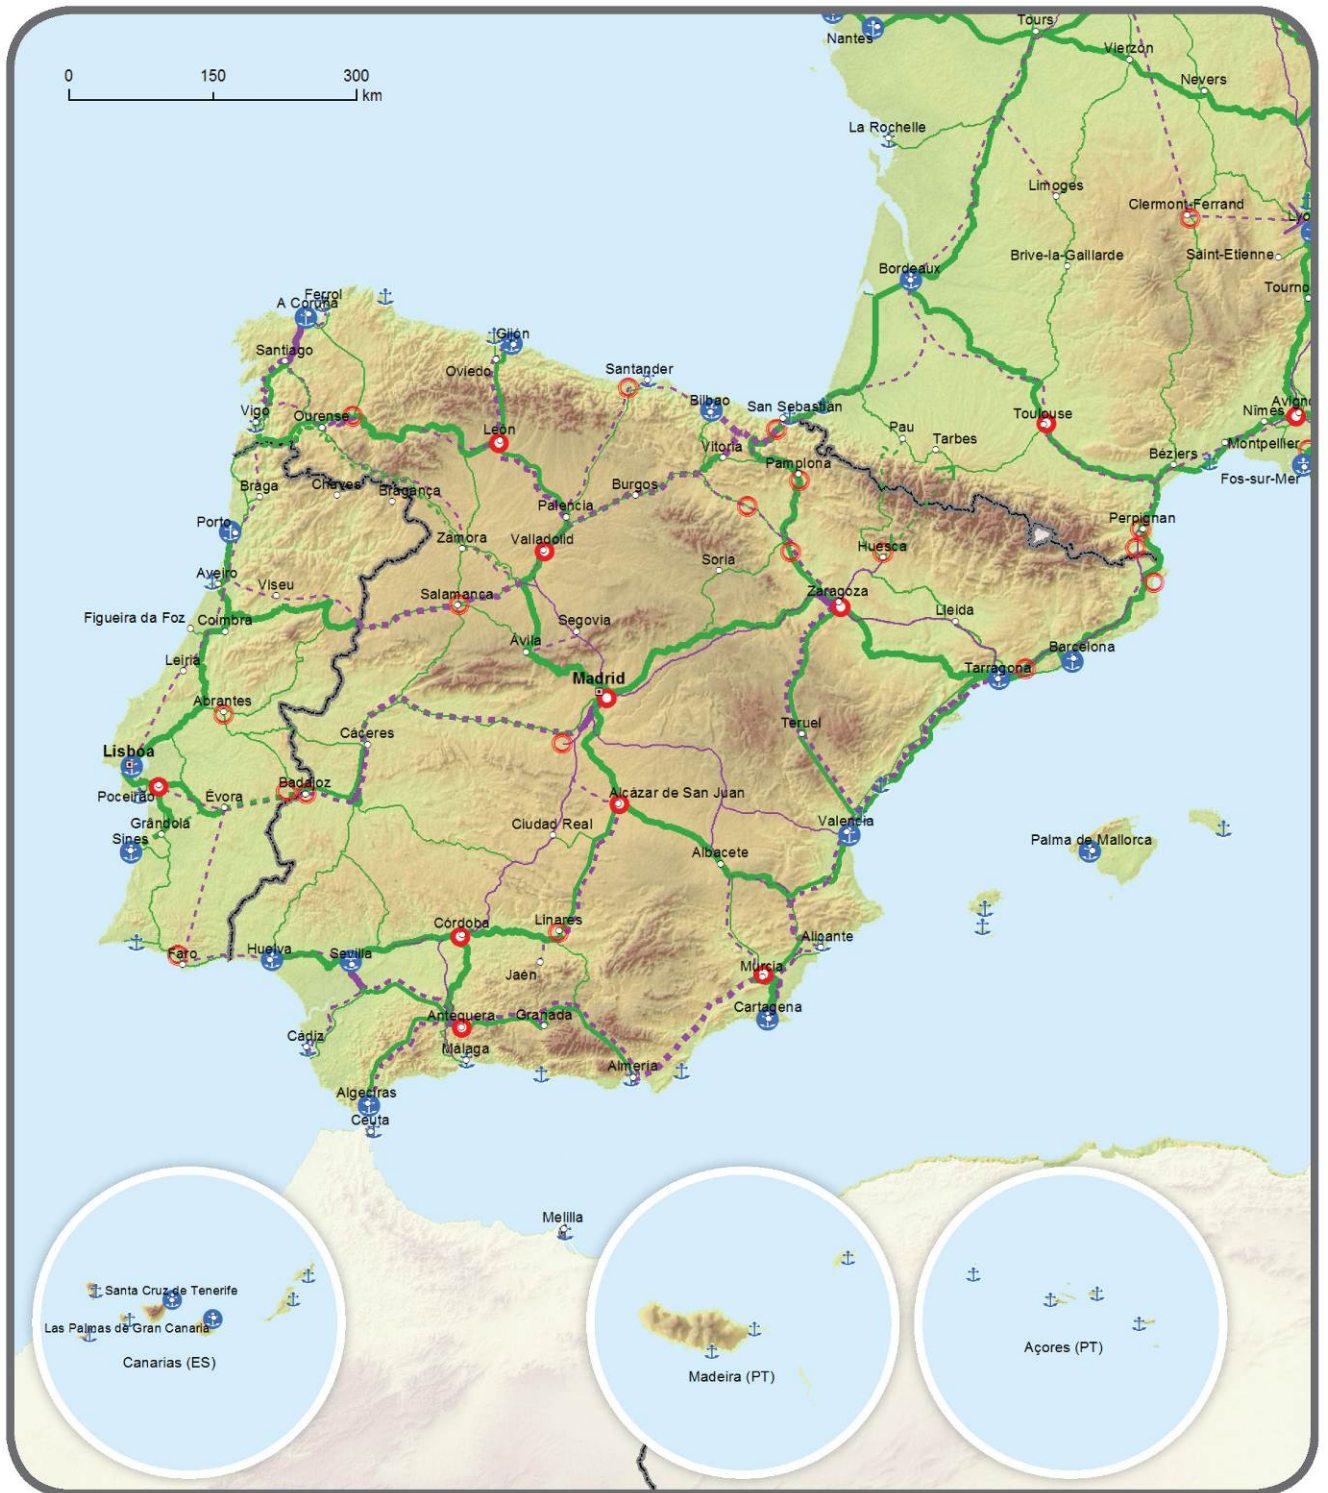 Tours
Nantes
Vierzon
0 150 300
km
Nevers
La Rochelle
Limoges
Clermont-Ferrand
Lyo
Brive-la-Gaillarde
Saint-Etienne
Bordeaux
Tourno
Ferrol
A Coruña
Gijón
Santiago
Oviedo
Santander
Bilbao
San Sebastián
Avigno
Vigo
Ourense
León
Toulouse
Nîmes
Pau
Tarbes
Vitoria
Montpellier
Béziers
Pamplona
Fos-sur-Mer
Braga
Chaves
Bragança
Burgos
Palencia
Perpignan
Porto
Zamora
Valladolid
Soria
Huesca
Aveiro
Viseu
Salamanca
Zaragoza
Figueira da Foz
Coimbra
Segovia
Lleida
Ávila
Leiria
Barcelona
Tarragona
Madrid
Abrantes
Teruel
Cáceres
Lisboa
Badajoz
Poceirão
Évora
Alcázar de San Juan
Grândola
Ciudad Real
Valencia
Sines
Palma de Mallorca
Albacete
Córdoba
Linares
Alicante
Faro
Huelva
Sevilla
Jaén
Murcia
Cartagena
Antequera
Granada
Cádiz
Málaga
Almería
Algeciras
Ceuta
Melilla
Santa Cruz de Tenerife
Las Palmas de Gran Canaria
Canarias (ES)
Madeira (PT)
Açores (PT)